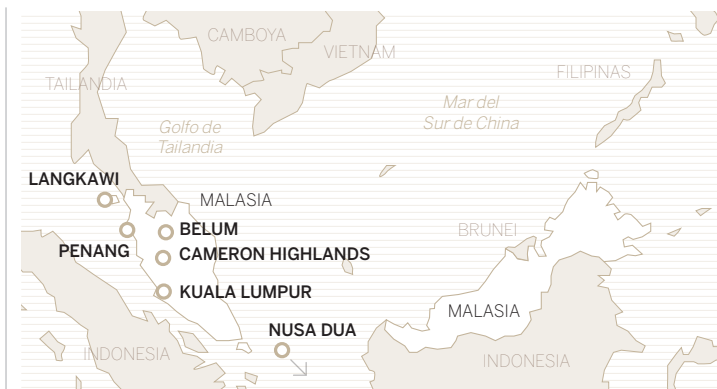 CAMBOYA
VIETNAM
TAILANDIA
FILIPINAS
Golfo de
Tailandia
Mar del
Sur de China
LANGKAWI
MALASIA
PENANG
BELUM
CAMERON HIGHLANDS
KUALA LUMPUR
BRUNEI
MALASIA
NUSA DUA
INDONESIA
INDONESIA